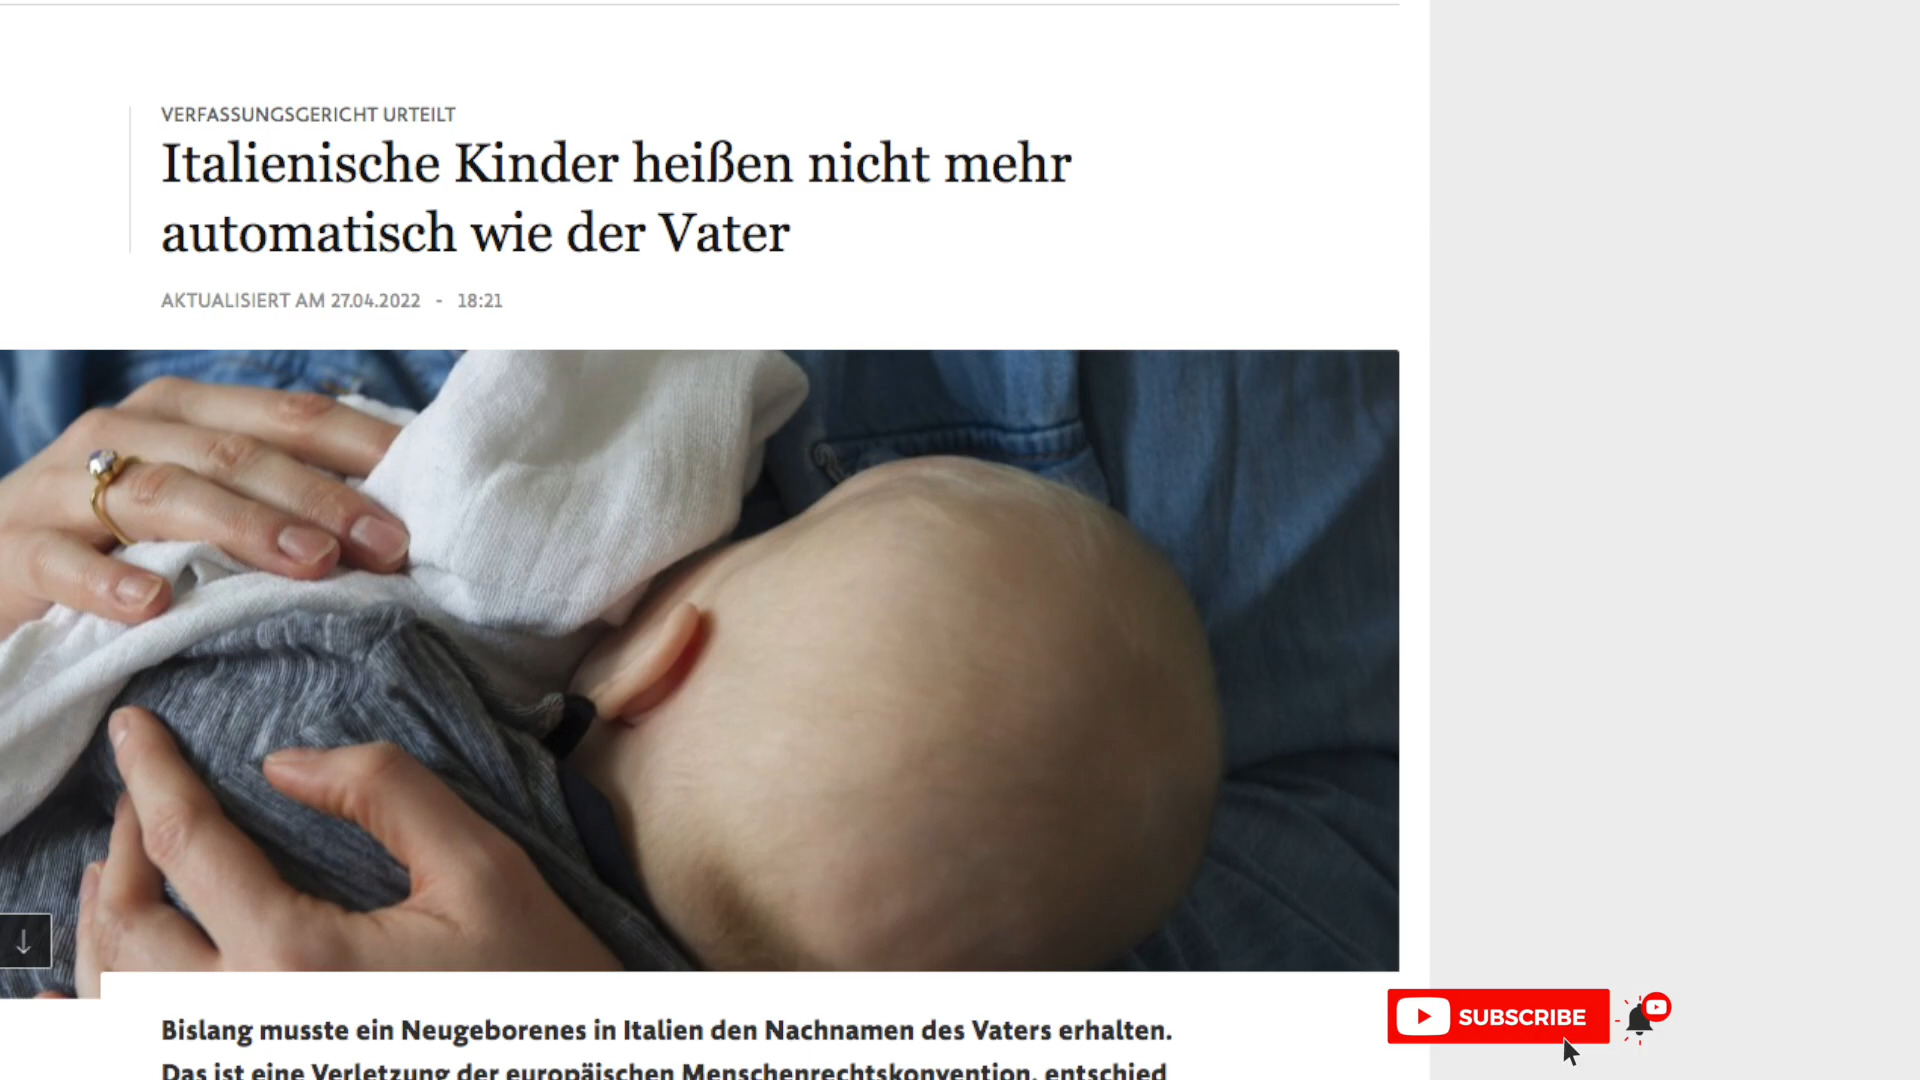 VERFASSUNGSGERICHT URTEILT
Italienische Kinder heißen nicht mehr
automatisch wie der Vater
AKTUALISIERT AM 27.04.2022 - 18:21
Bislang musste ein Neugeborenes in Italien den Nachnamen des Vaters erhalten.
Das ist eine Verletzung der europäischen Menschenrechtskonvention, entschied
SUBSCRIBE